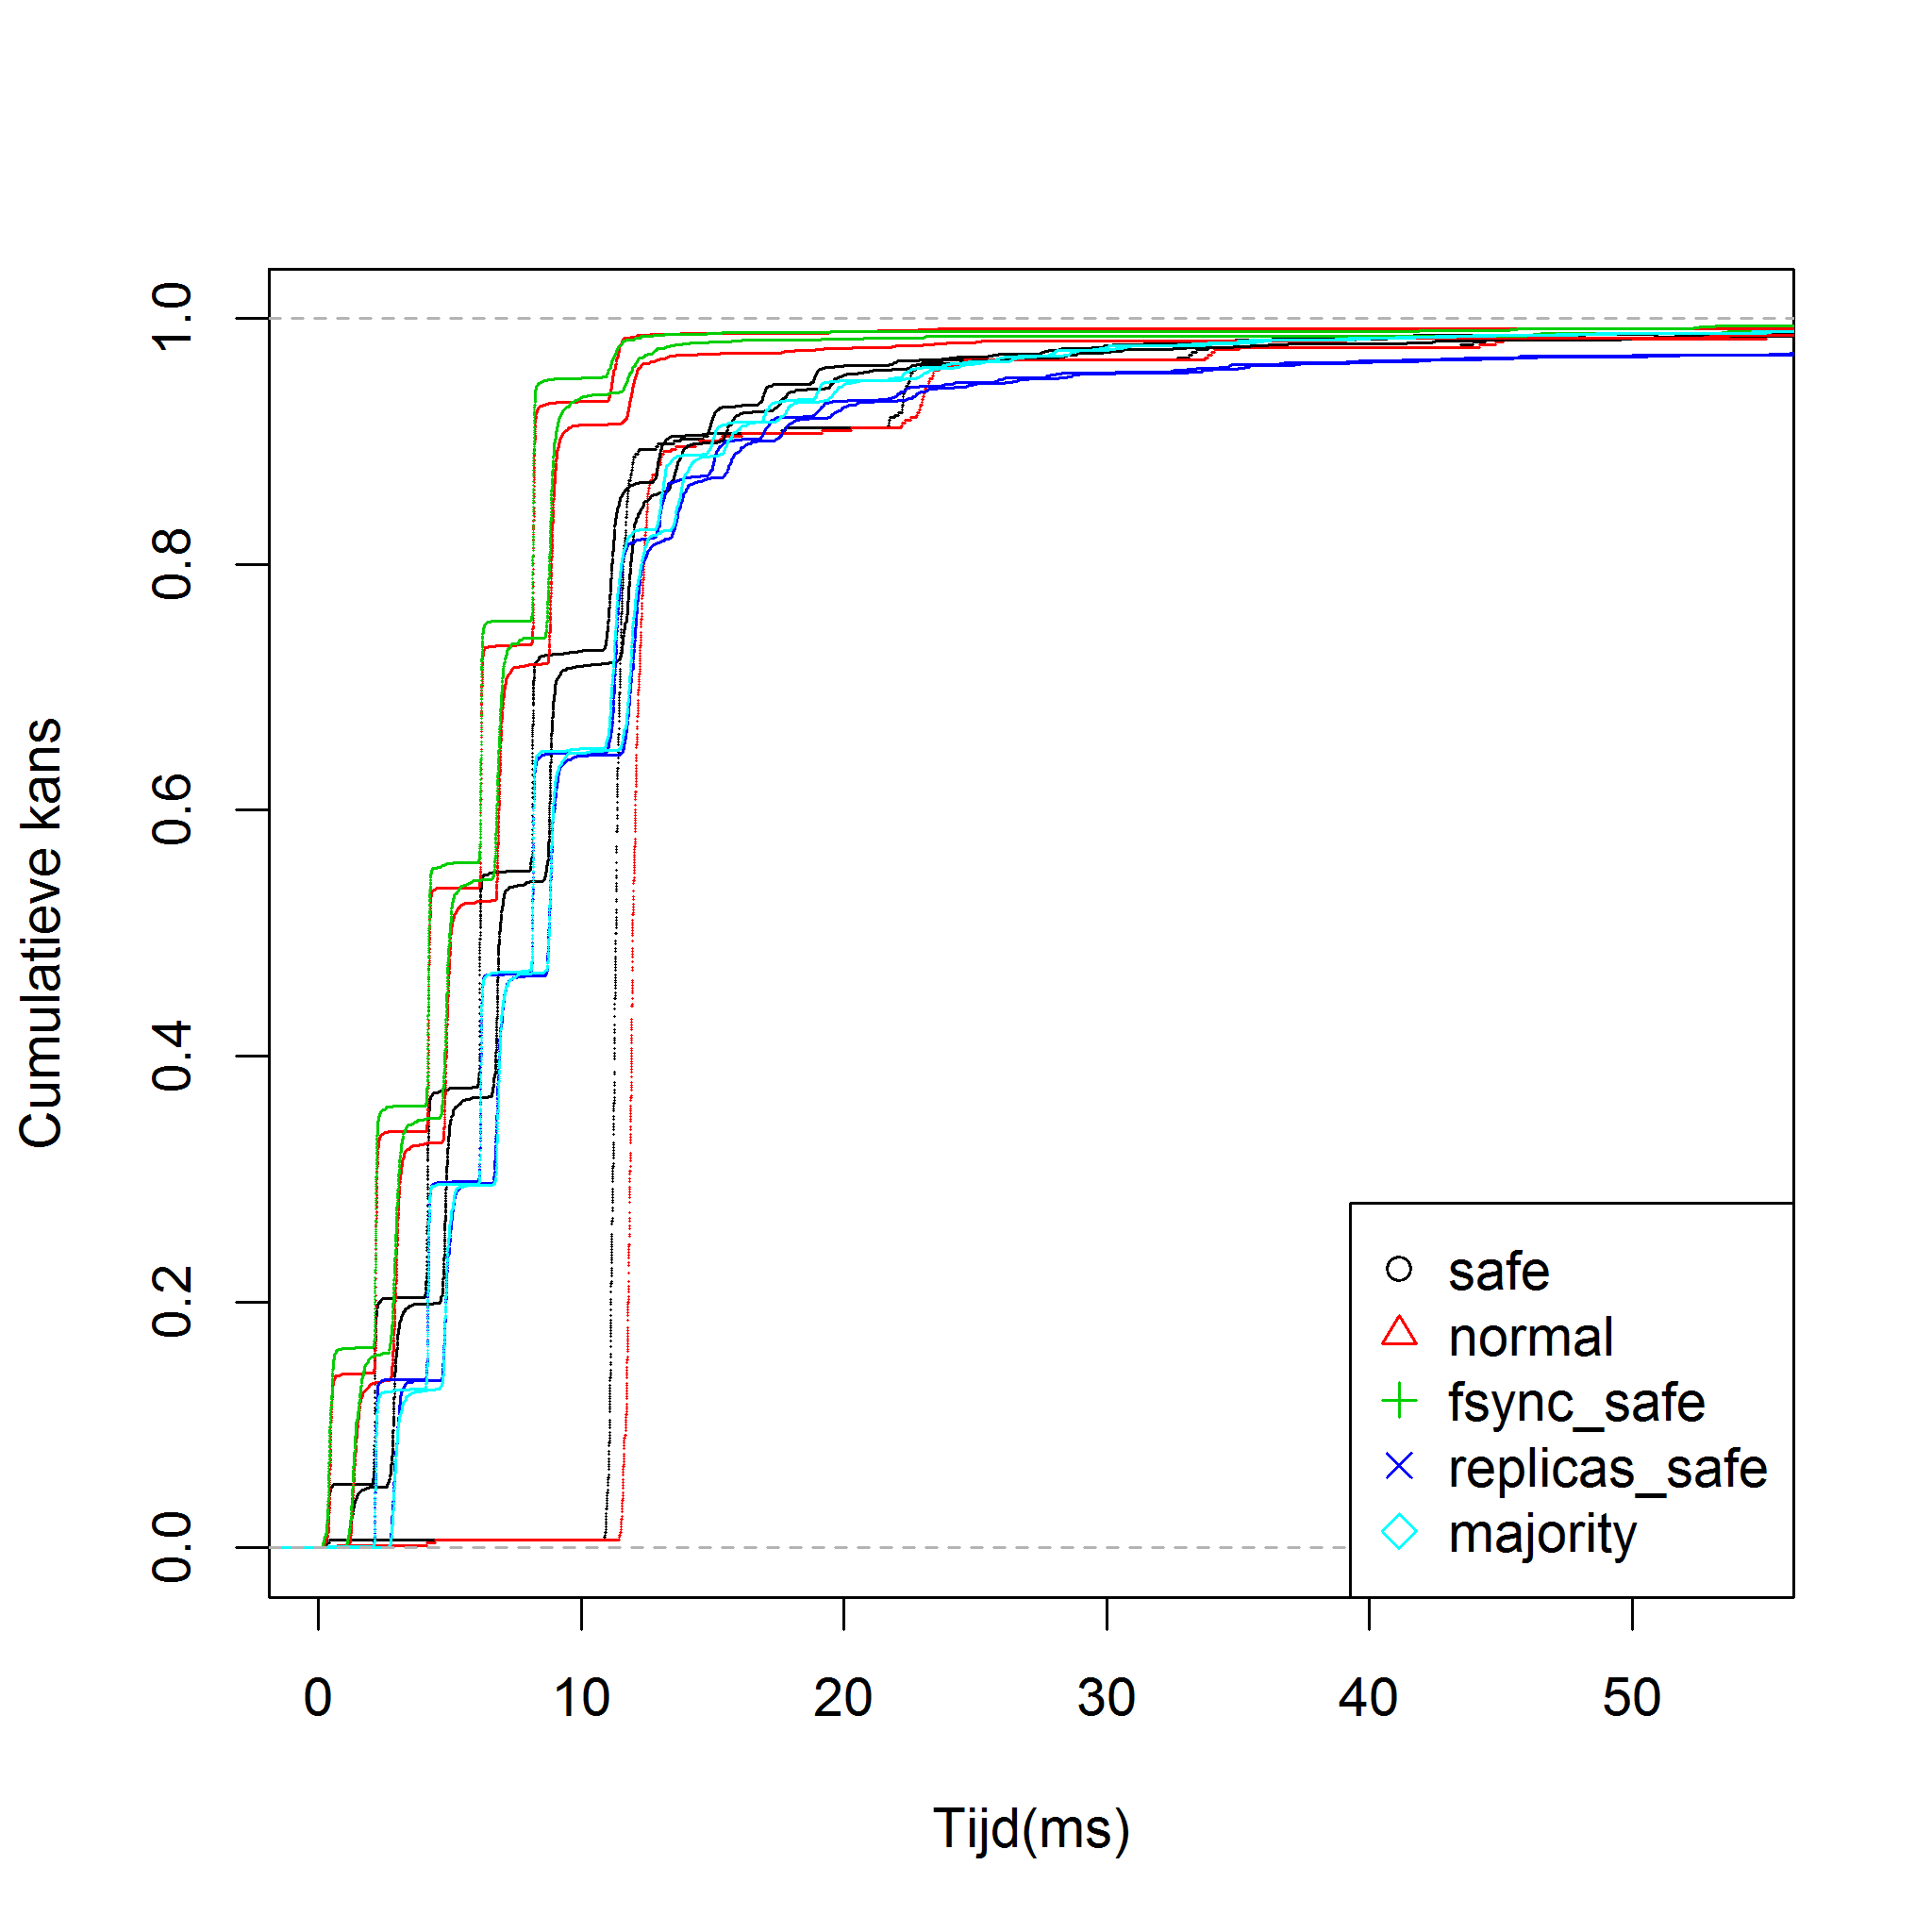 Cumulatieve kans
1.0
0.8
0.6
0.4
0.2
0.0
safe
normal
fsync_safe
replicas_safe
majority
0 10 20 30 40 50
Tijd(ms)